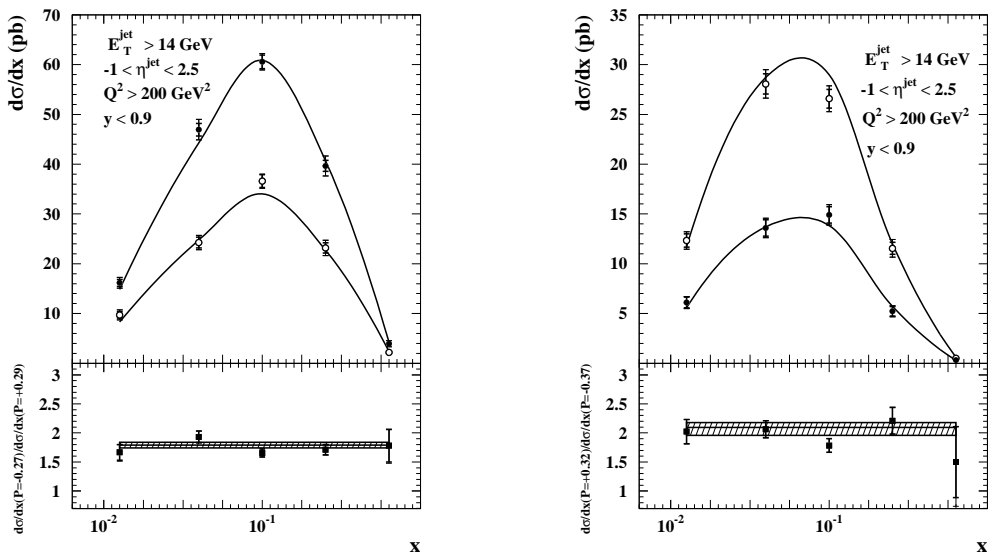 dσ/dx (pb)
70
60
50
40
30
20
10
E_T^jet > 14 GeV
-1 < η^jet < 2.5
Q² > 200 GeV²
y < 0.9
dσ/dx(P=-0.27)/dσ/dx(P=+0.29)
3
2.5
2
1.5
1
10⁻² 10⁻¹
x
dσ/dx (pb)
35
30
25
20
15
10
5
0
E_T^jet > 14 GeV
-1 < η^jet < 2.5
Q² > 200 GeV²
y < 0.9
dσ/dx(P=+0.32)/dσ/dx(P=-0.37)
3
2.5
2
1.5
1
10⁻² 10⁻¹
x